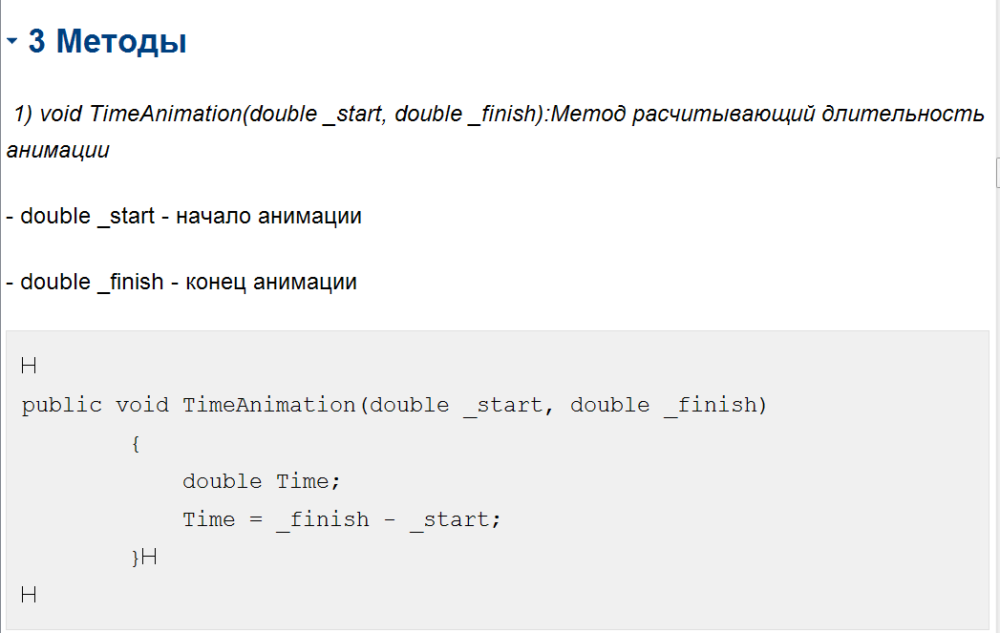 3 Методы
1) void TimeAnimation(double _start, double _finish):Метод расчитывающий длительность
анимации
- double _start - начало анимации
- double _finish - конец анимации
H
public void TimeAnimation(double _start, double _finish)
{
double Time;
Time = _finish - _start;
}H
H